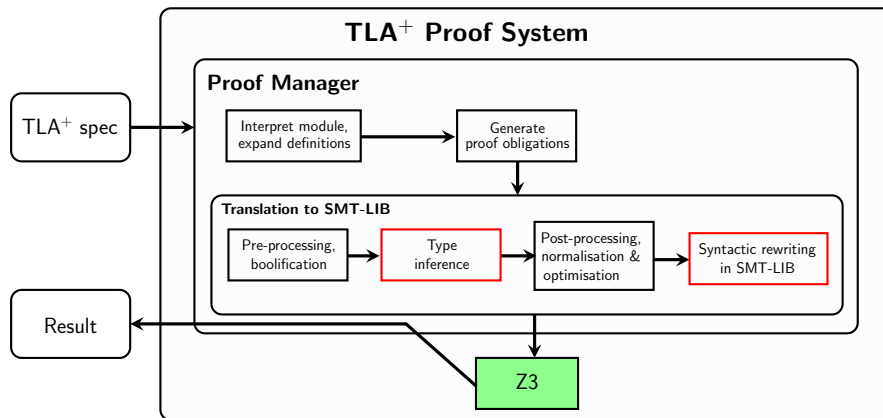 TLA+ Proof System
Proof Manager
TLA+ spec
Interpret module,
expand definitions
Generate
proof obligations
Translation to SMT-LIB
Pre-processing,
boolification
Type
inference
Post-processing,
normalisation &
optimisation
Syntactic rewriting
in SMT-LIB
Result
Z3